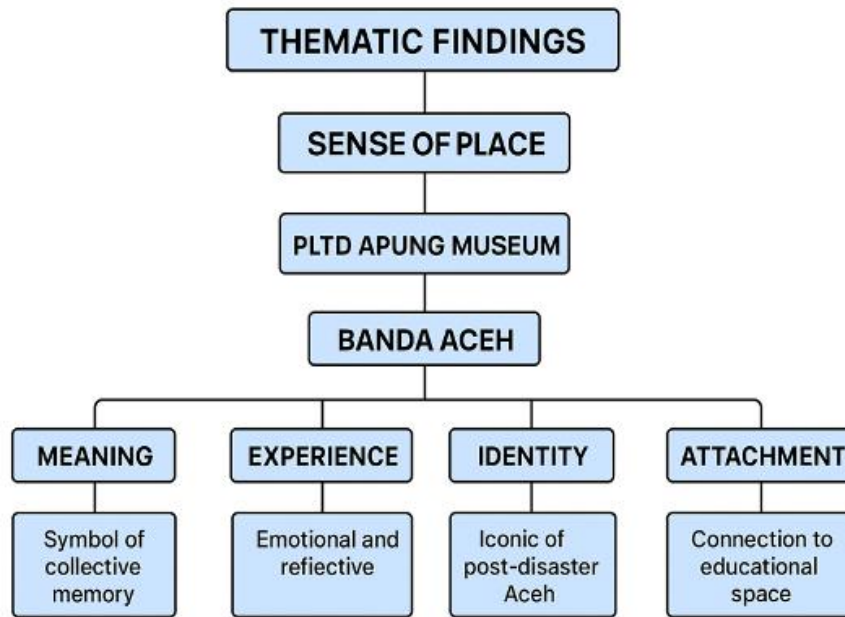 THEMATIC FINDINGS
SENSE OF PLACE
PLTD APUNG MUSEUM
BANDA ACEH
MEANING
Symbol of
collective
memory
EXPERIENCE
Emotional and
refiective
IDENTITY
Iconic of
post-disaster
Aceh
ATTACHMENT
Connection to
educational
space